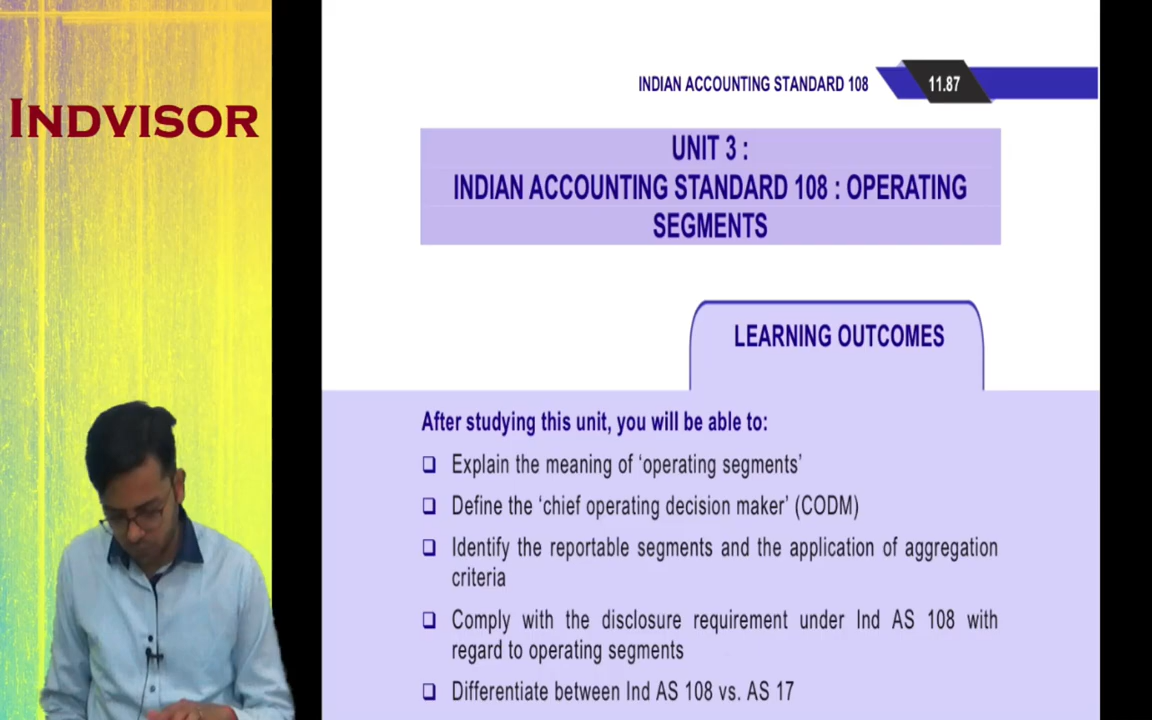 INDVISOR
INDIAN ACCOUNTING STANDARD 108
11.87
UNIT 3 :
INDIAN ACCOUNTING STANDARD 108 : OPERATING
SEGMENTS
LEARNING OUTCOMES
After studying this unit, you will be able to:
❑ Explain the meaning of ‘operating segments’
❑ Define the ‘chief operating decision maker’ (CODM)
❑ Identify the reportable segments and the application of aggregation
criteria
❑ Comply with the disclosure requirement under Ind AS 108 with
regard to operating segments
❑ Differentiate between Ind AS 108 vs. AS 17